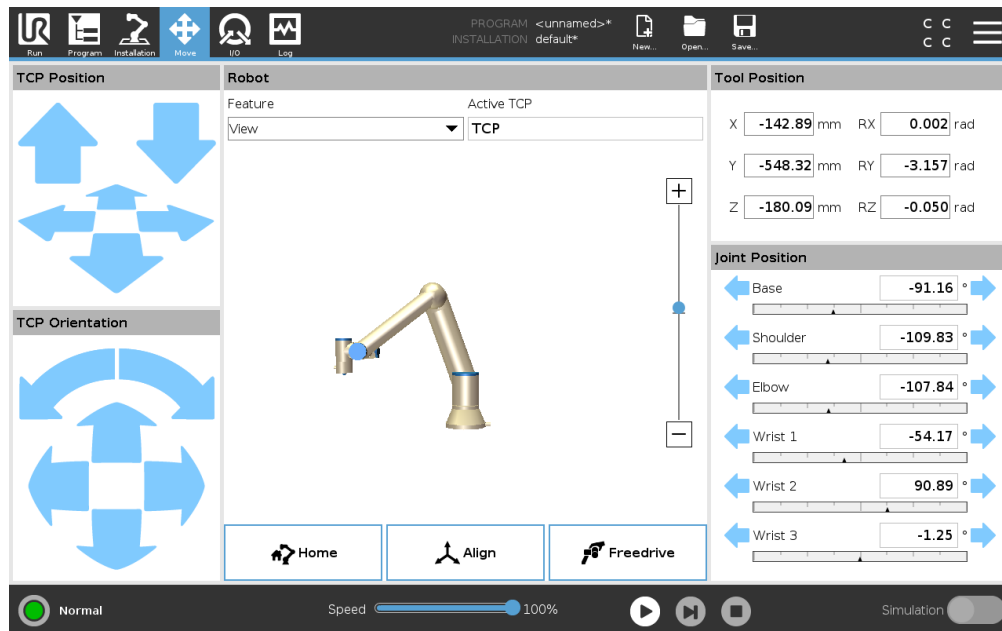 PROGRAM <unnamed>*
INSTALLATION default*
UR
Run
Program
Installation
Move
I/O
Log
New...
Open...
Save...
C C
C C
TCP Position
Robot
Feature
Active TCP
View
TCP
+
−
Tool Position
X -142.89 mm RX 0.002 rad
Y -548.32 mm RY -3.157 rad
Z -180.09 mm RZ -0.050 rad
Joint Position
Base -91.16 °
Shoulder -109.83 °
Elbow -107.84 °
Wrist 1 -54.17 °
Wrist 2 90.89 °
Wrist 3 -1.25 °
TCP Orientation
Home
Align
Freedrive
Normal
Speed 100%
Simulation